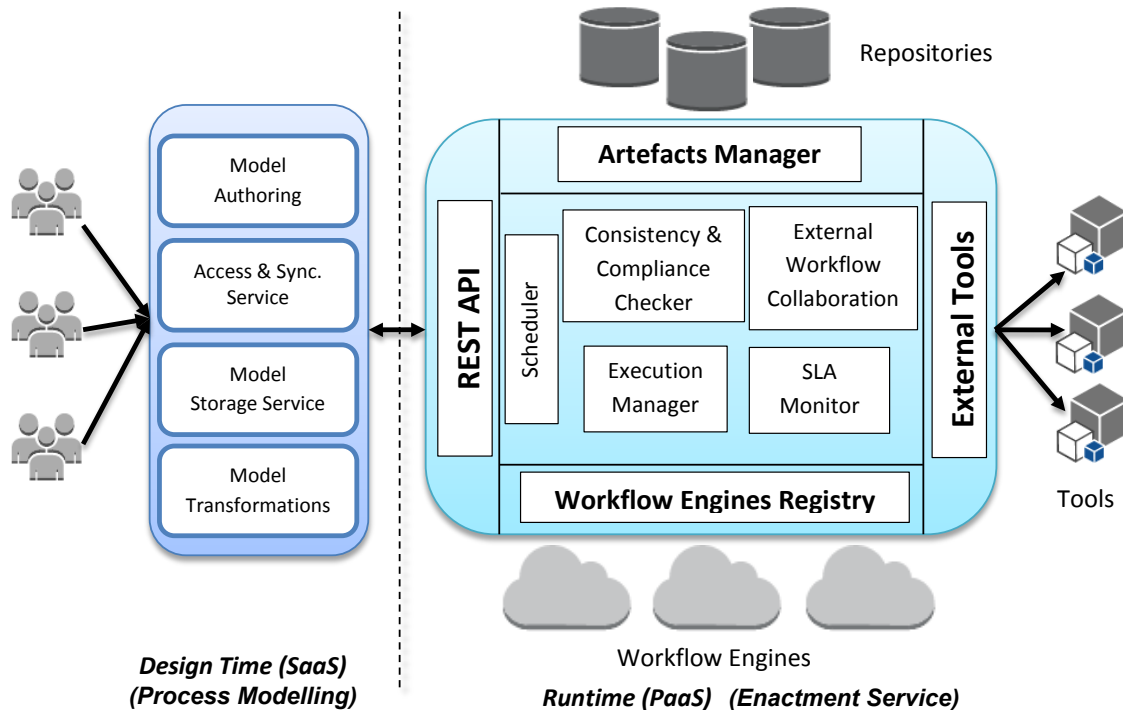 Repositories
Model
Authoring
Access & Sync.
Service
Model
Storage Service
Model
Transformations
REST API
Artefacts Manager
Scheduler
Consistency &
Compliance
Checker
External
Workflow
Collaboration
Execution
Manager
SLA
Monitor
Workflow Engines Registry
External Tools
Tools
Workflow Engines
Design Time (SaaS)
(Process Modelling)
Runtime (PaaS) (Enactment Service)